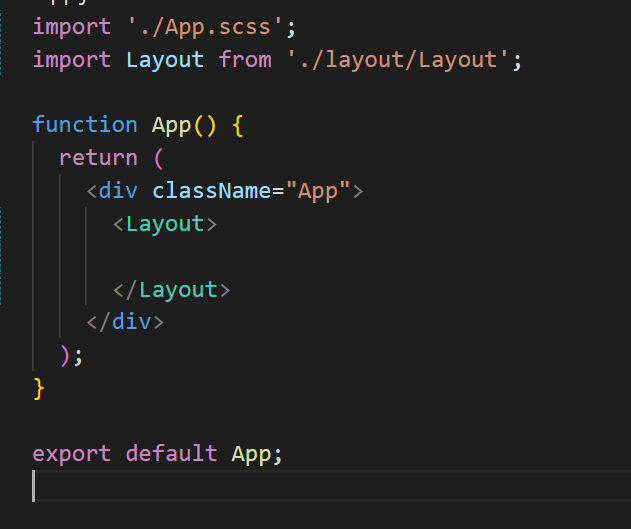 import './App.scss';
import Layout from './layout/Layout';
function App() {
return (
<div className="App">
<Layout>
</Layout>
</div>
);
}
export default App;